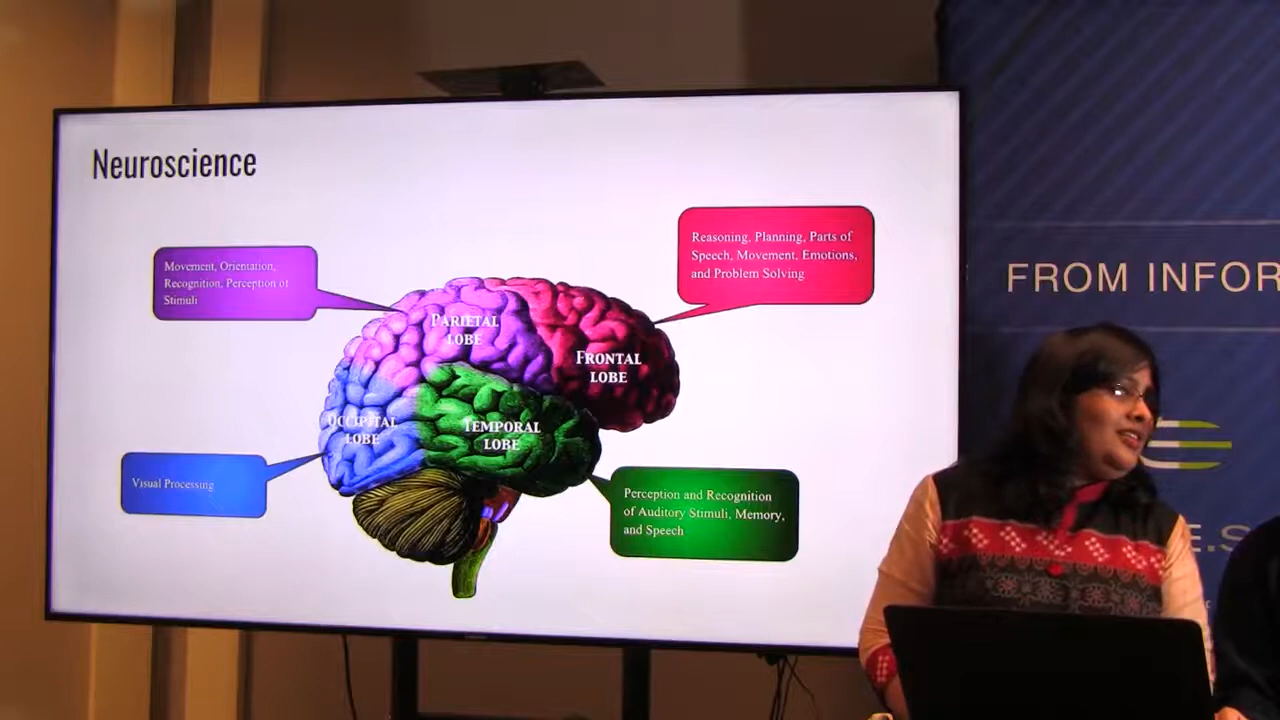 Neuroscience
Reasoning, Planning, Parts of
Speech, Movement, Emotions,
and Problem Solving
Movement, Orientation,
Recognition, Perception of
Stimuli
PARIETAL
LOBE
FRONTAL
LOBE
OCCIPITAL
LOBE
TEMPORAL
LOBE
Visual Processing
Perception and Recognition
of Auditory Stimuli, Memory,
and Speech
FROM INFOR
E.S